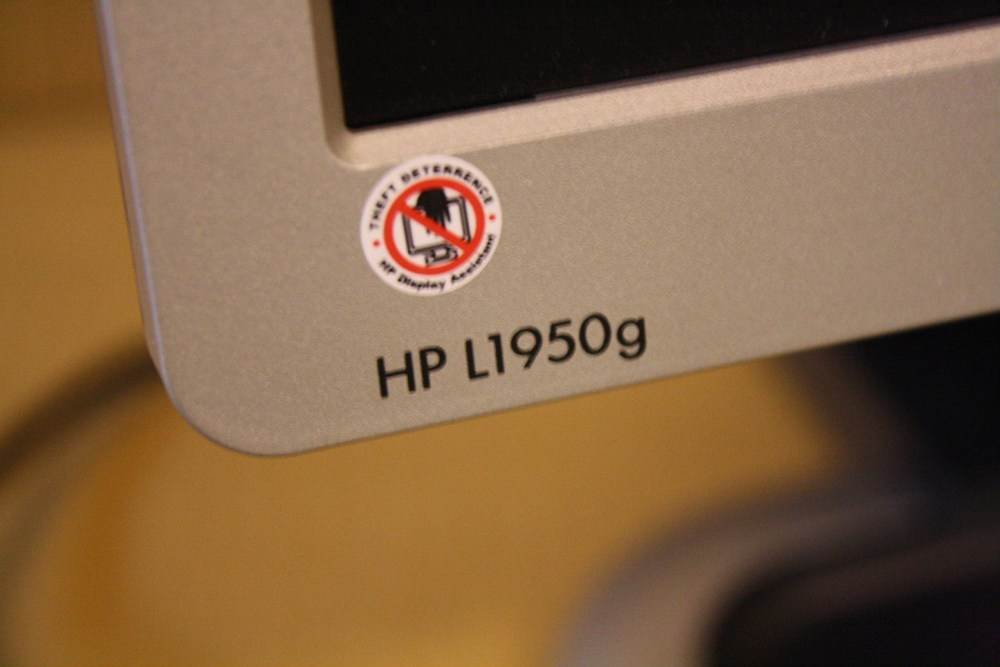 THEFT DETERRENCE
HP Display Assistant
HP L1950g